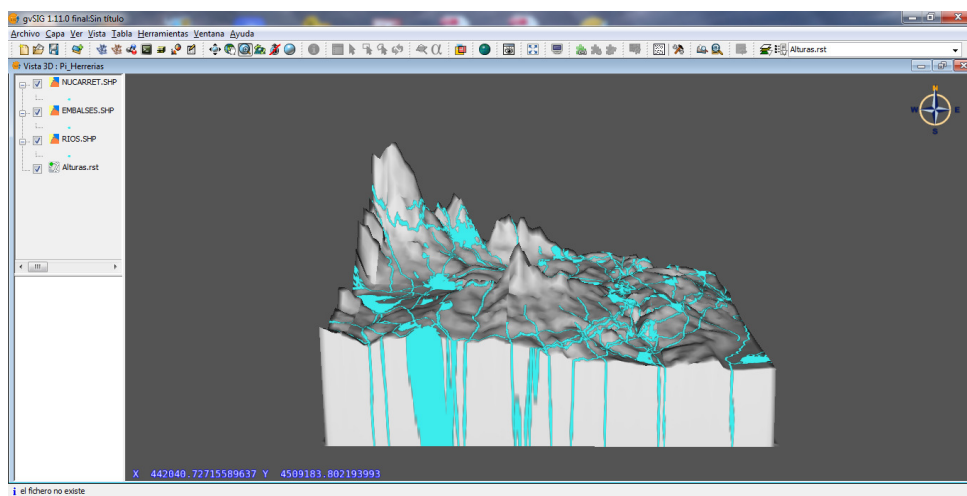 gvSIG 1.11.0 final:Sin título
Archivo Capa Ver Vista Tabla Herramientas Ventana Ayuda
Alturas.rst
Vista 3D : Pi_Herrerias
NUCARRET.SHP
EMBALSES.SHP
RIOS.SHP
Alturas.rst
N
W E
S
X 442040.72715589637 Y 4509183.802193993
el fichero no existe